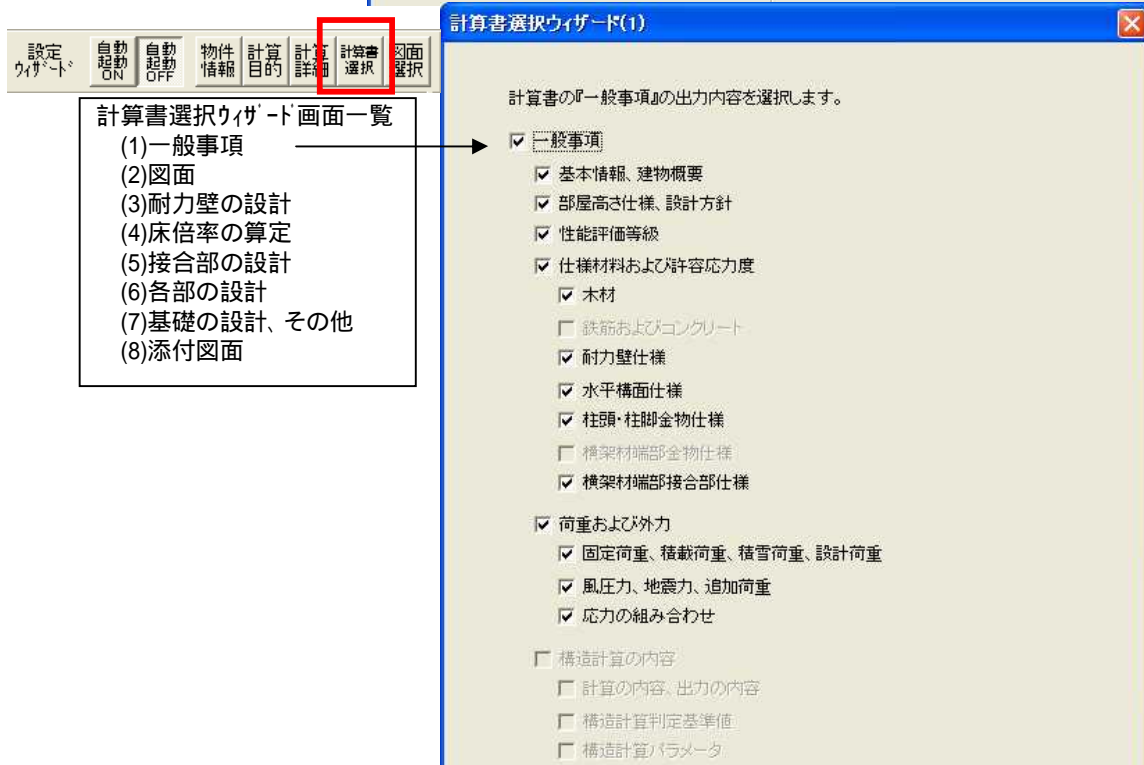 計算書選択ウィザード(1)
設定
ｳｨｻﾞｰﾄﾞ
自動
起動
ON
自動
起動
OFF
物件
情報
計算
目的
計算
詳細
計算書
選択
図面
選択
計算書選択ｳｨｻﾞｰﾄﾞ画面一覧
(1)一般事項
(2)図面
(3)耐力壁の設計
(4)床倍率の算定
(5)接合部の設計
(6)各部の設計
(7)基礎の設計、その他
(8)添付図面
計算書の『一般事項』の出力内容を選択します。
一般事項
基本情報、建物概要
部屋高さ仕様、設計方針
性能評価等級
仕様材料および許容応力度
木材
鉄筋およびコンクリート
耐力壁仕様
水平構面仕様
柱頭・柱脚金物仕様
横架材端部金物仕様
横架材端部接合部仕様
荷重および外力
固定荷重、積載荷重、積雪荷重、設計荷重
風圧力、地震力、追加荷重
応力の組み合わせ
構造計算の内容
計算の内容、出力の内容
構造計算判定基準値
構造計算パラメータ